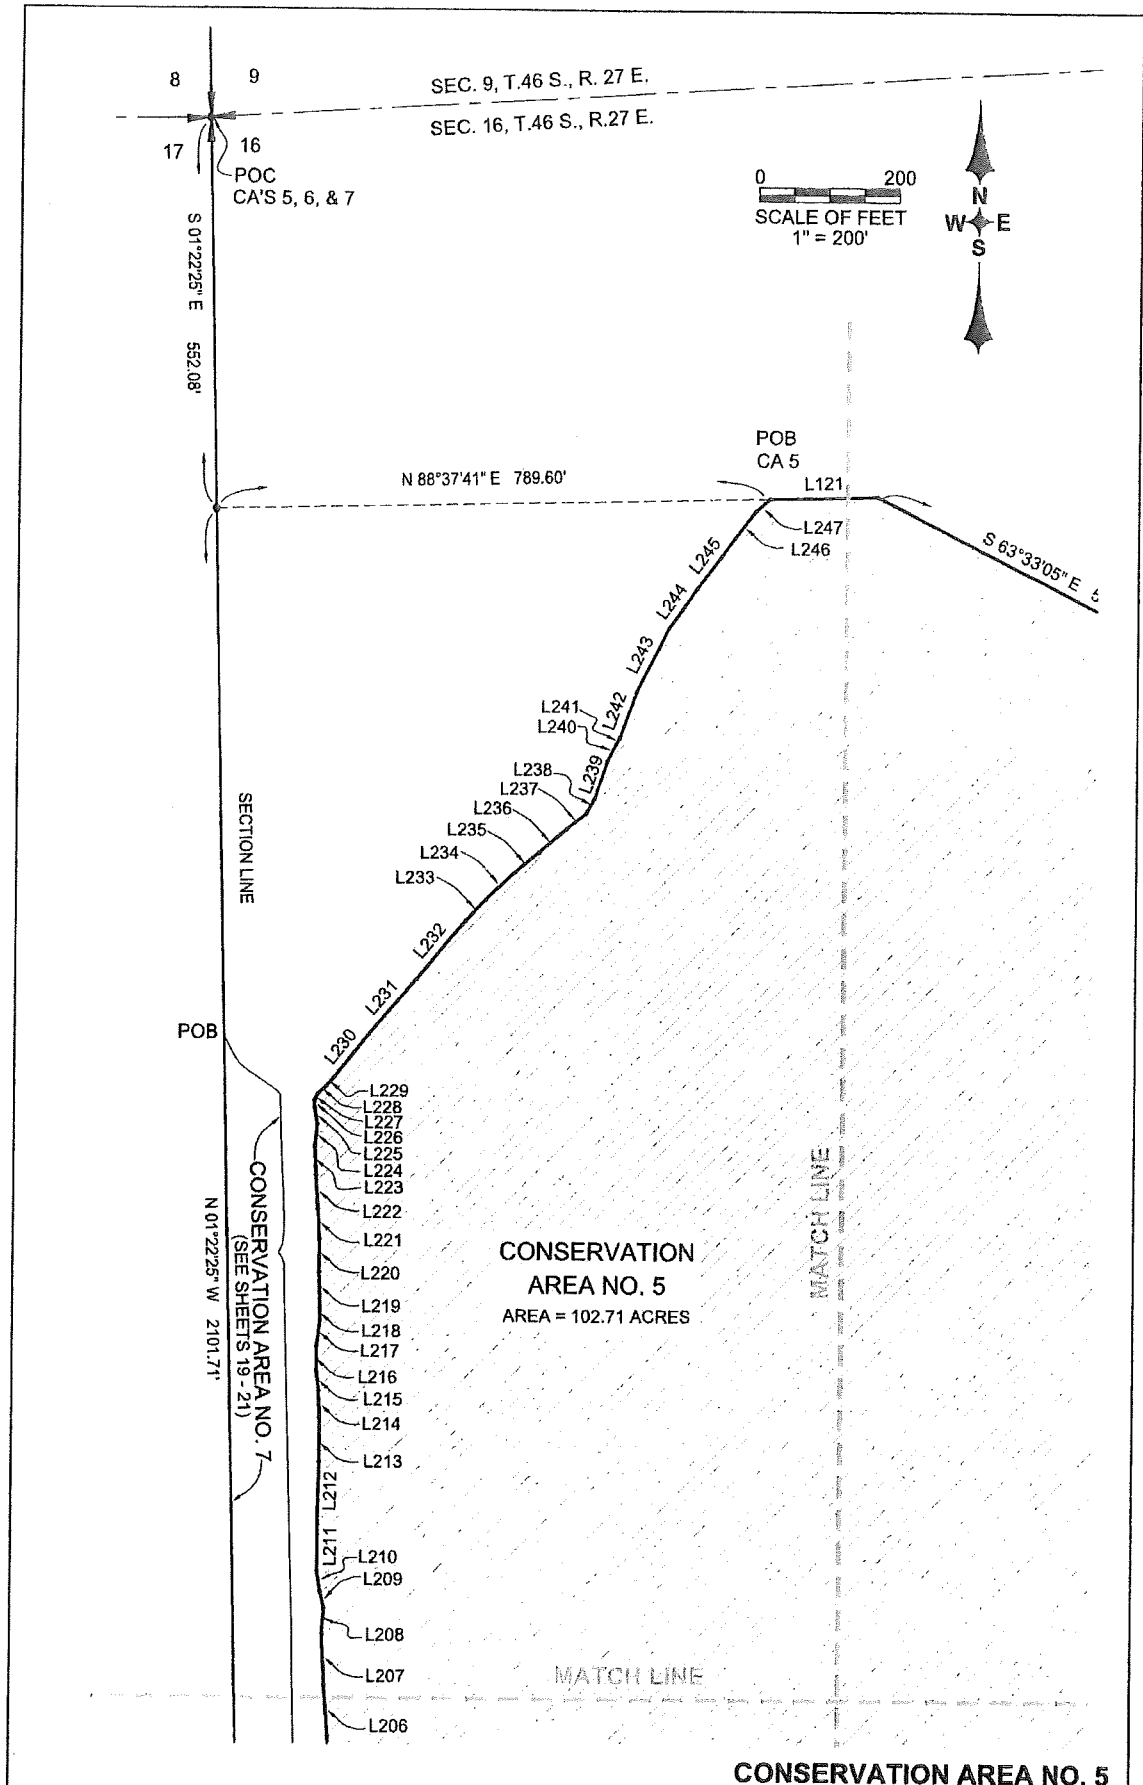 8
9
SEC. 9, T.46 S., R. 27 E.
SEC. 16, T.46 S., R.27 E.
17
16
POC
CA'S 5, 6, & 7
0 200
SCALE OF FEET
1" = 200'
N
W E
S
S 01°22'25" E 552.08'
POB
CA 5
N 88°37'41" E 789.60'
L121
L247
L246
S 63°33'05" E
L245
L244
L243
L242
L241
L240
L239
L238
L237
L236
L235
L234
L233
L232
L231
L230
SECTION LINE
POB
L229
L228
L227
L226
L225
L224
L223
L222
L221
L220
L219
L218
L217
L216
L215
L214
L213
L212
L211
L210
L209
L208
L207
L206
CONSERVATION AREA NO. 7
(SEE SHEETS 19 - 21)
N 01°22'25" W 2101.71'
CONSERVATION
AREA NO. 5
AREA = 102.71 ACRES
MATCH LINE
MATCH LINE
CONSERVATION AREA NO. 5